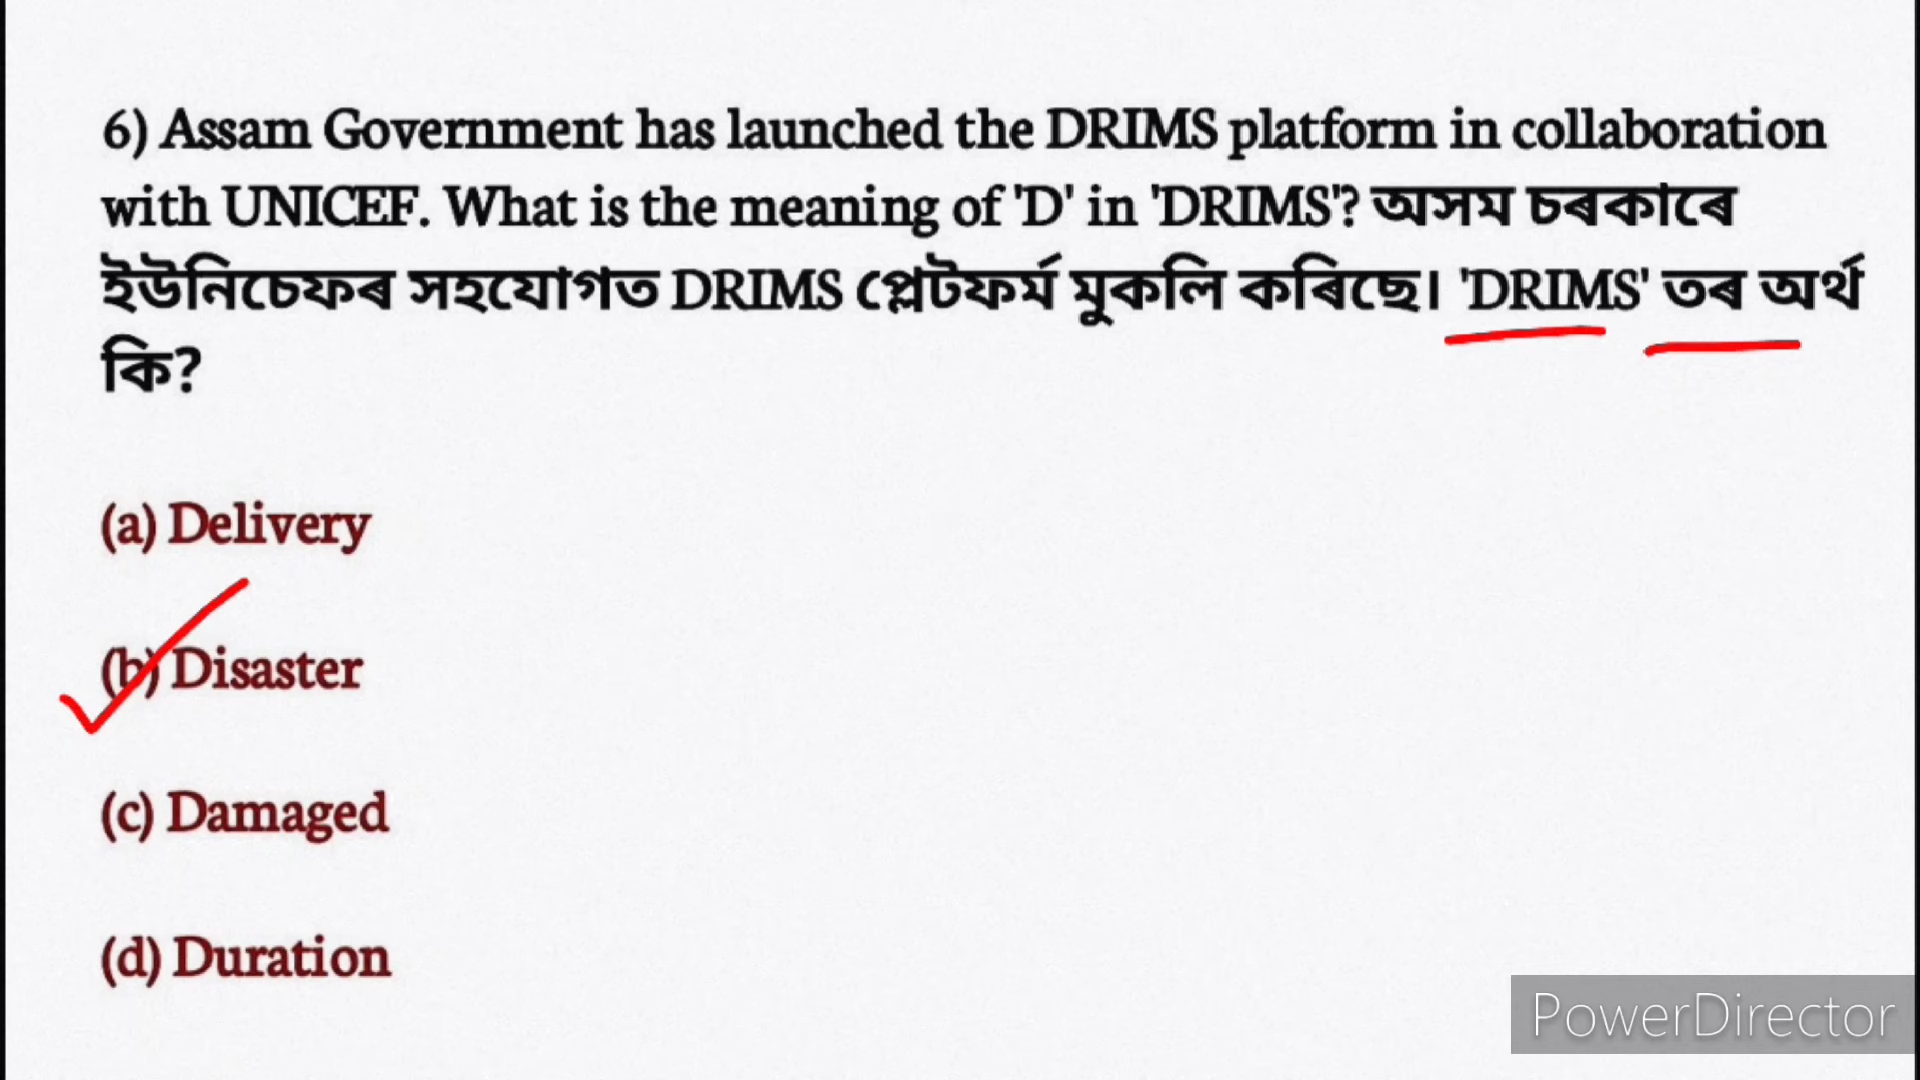 6) Assam Government has launched the DRIMS platform in collaboration
with UNICEF. What is the meaning of 'D' in 'DRIMS'? অসম চৰকাৰে
ইউনিচেফৰ সহযোগত DRIMS প্লেটফৰ্ম মুকলি কৰিছে। 'DRIMS' তৰ অৰ্থ
কি?
(a) Delivery
(b) Disaster
(c) Damaged
(d) Duration
PowerDirector